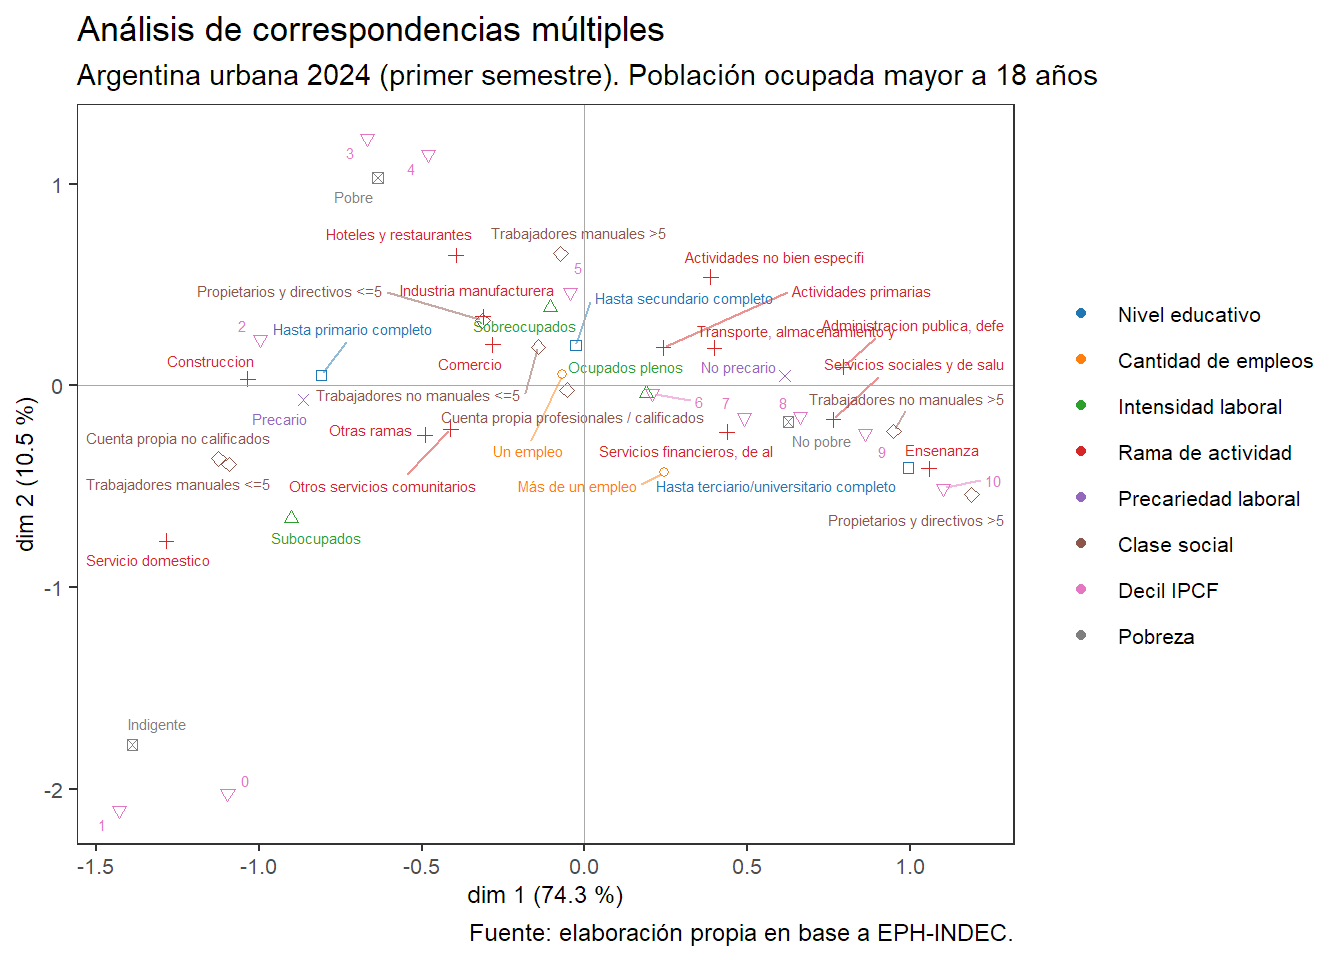 Análisis de correspondencias múltiples
Argentina urbana 2024 (primer semestre). Población ocupada mayor a 18 años
3
4
Pobre
Hoteles y restaurantes
Trabajadores manuales >5
Actividades no bien especifi
5
Propietarios y directivos <=5
Industria manufacturera
Hasta secundario completo
Actividades primarias
2
Hasta primario completo
Sobreocupados
Transporte, almacenamiento y
Administracion publica, defe
Construccion
Comercio
Ocupados plenos
No precario
Servicios sociales y de salu
Trabajadores no manuales <=5
6
7
8
Trabajadores no manuales >5
Precario
Cuenta propia profesionales / calificados
Cuenta propia no calificados
Otras ramas
No pobre
Un empleo
Servicios financieros, de al
9
Ensenanza
Trabajadores manuales <=5
Otros servicios comunitarios
Más de un empleo
Hasta terciario/universitario completo
10
Propietarios y directivos >5
Subocupados
Servicio domestico
Indigente
0
1
1
0
-1
-2
dim 2 (10.5 %)
-1.5
-1.0
-0.5
0.0
0.5
1.0
dim 1 (74.3 %)
Nivel educativo
Cantidad de empleos
Intensidad laboral
Rama de actividad
Precariedad laboral
Clase social
Decil IPCF
Pobreza
Fuente: elaboración propia en base a EPH-INDEC.